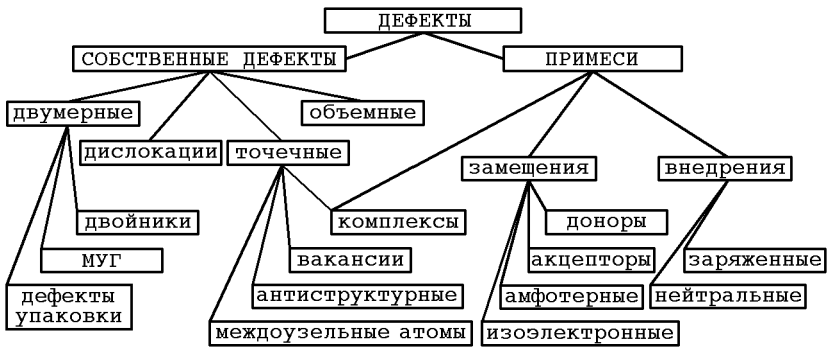 ДЕФЕКТЫ
СОБСТВЕННЫЕ ДЕФЕКТЫ
ПРИМЕСИ
двумерные
объемные
дислокации
точечные
замещения
внедрения
двойники
комплексы
доноры
МУГ
вакансии
акцепторы
заряженные
дефекты
упаковки
антиструктурные
амфотерные
нейтральные
междоузельные атомы
изоэлектронные